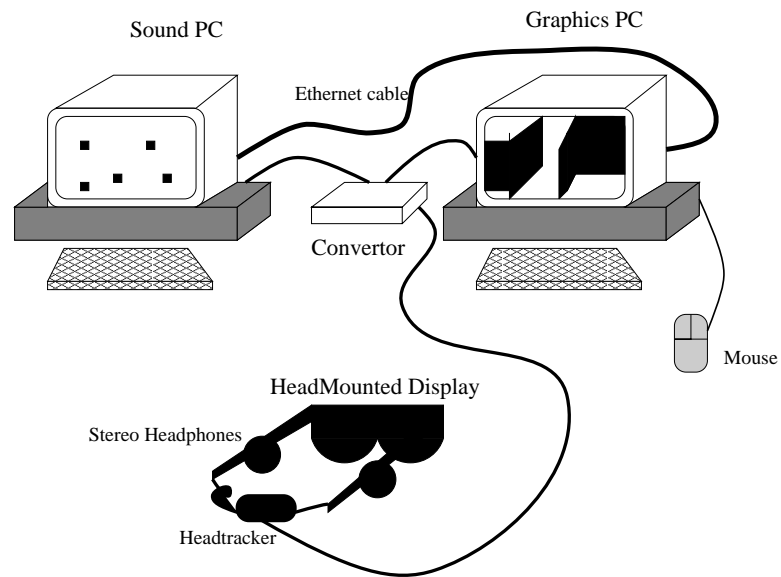 Sound PC
Graphics PC
Ethernet cable
Convertor
Mouse
HeadMounted Display
Stereo Headphones
Headtracker